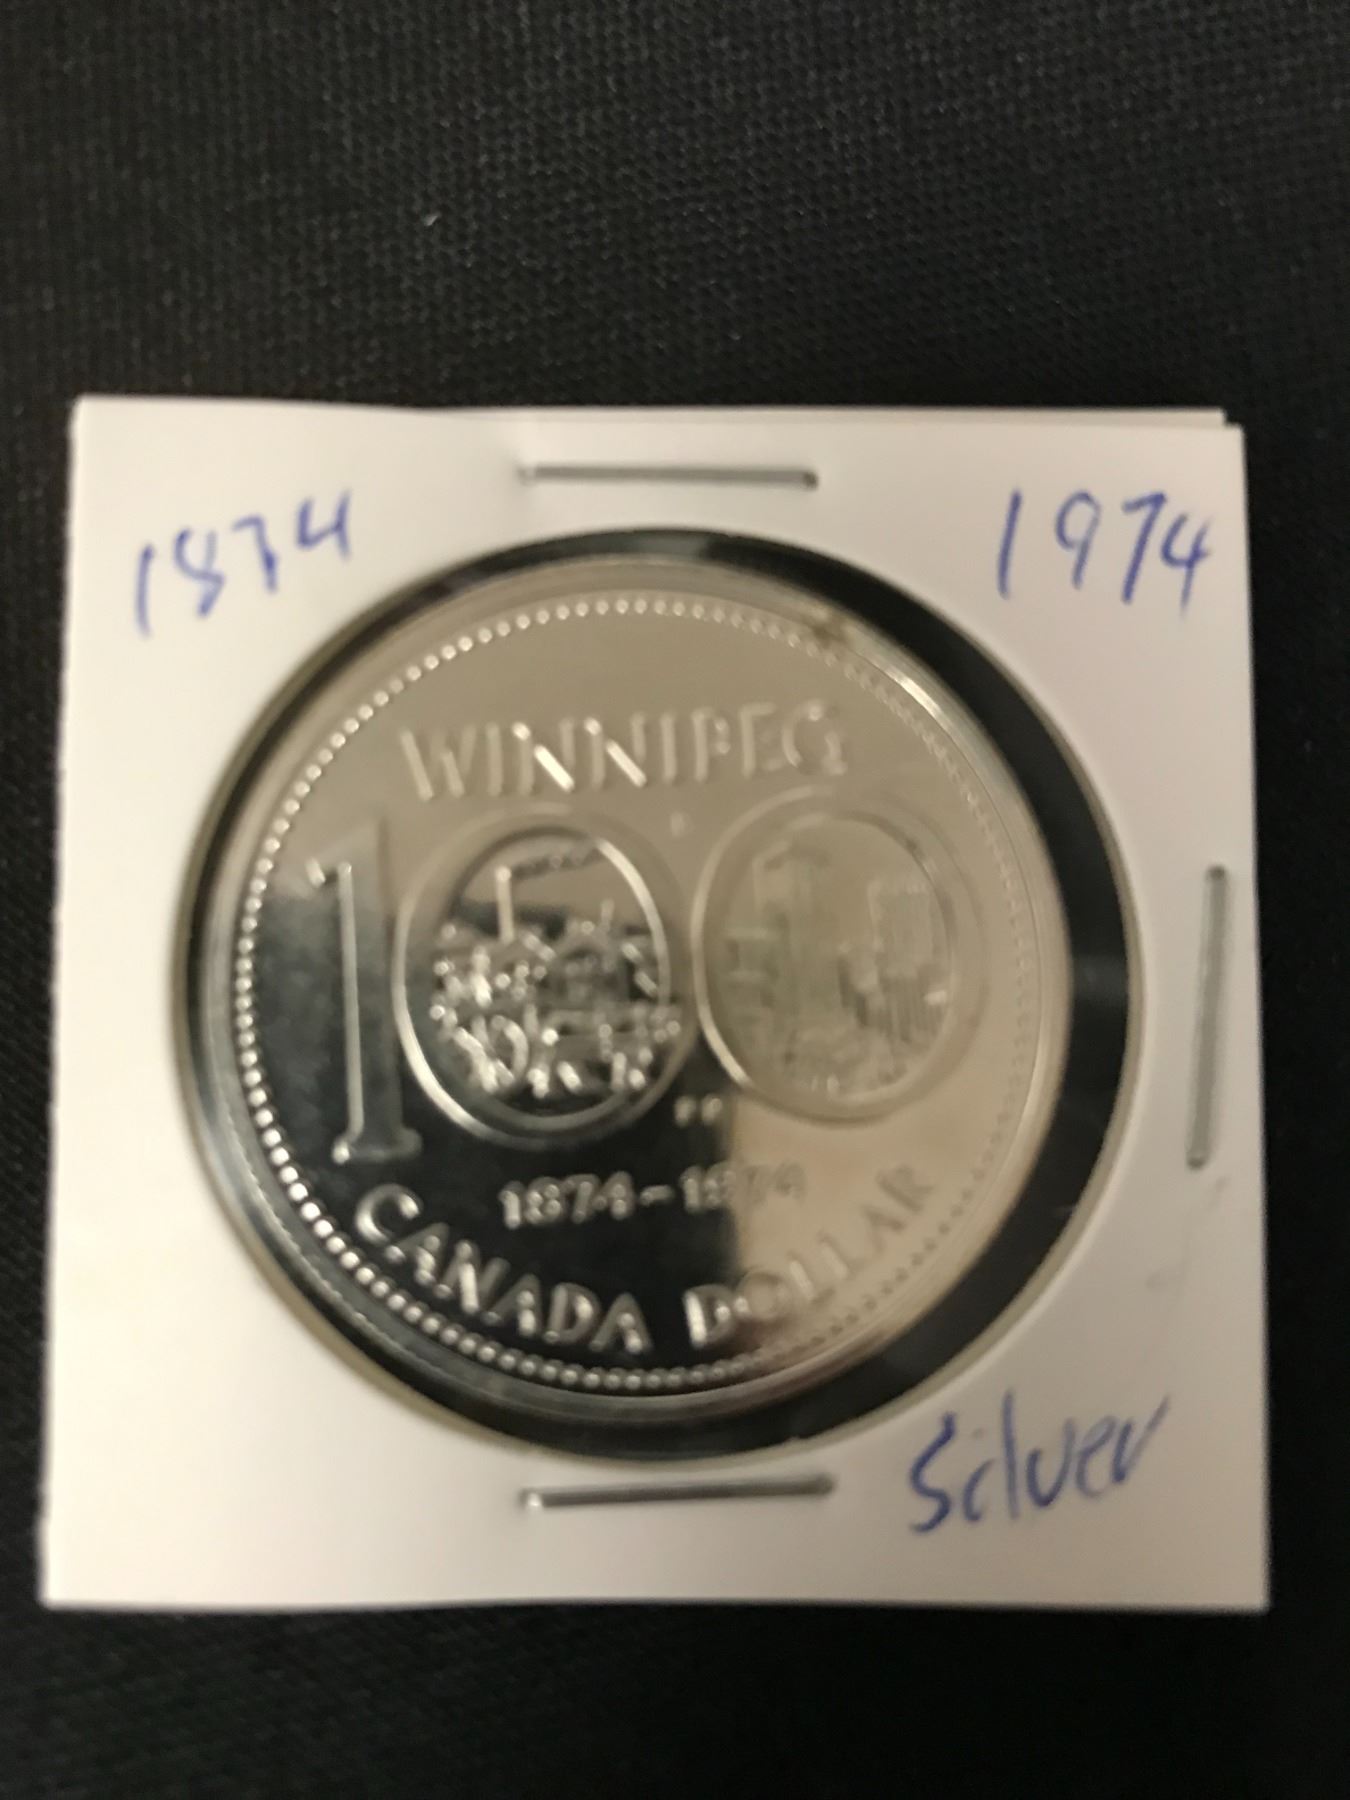 1874
1974
WINNIPEG
100
1874-1974
CANADA DOLLAR
Silver